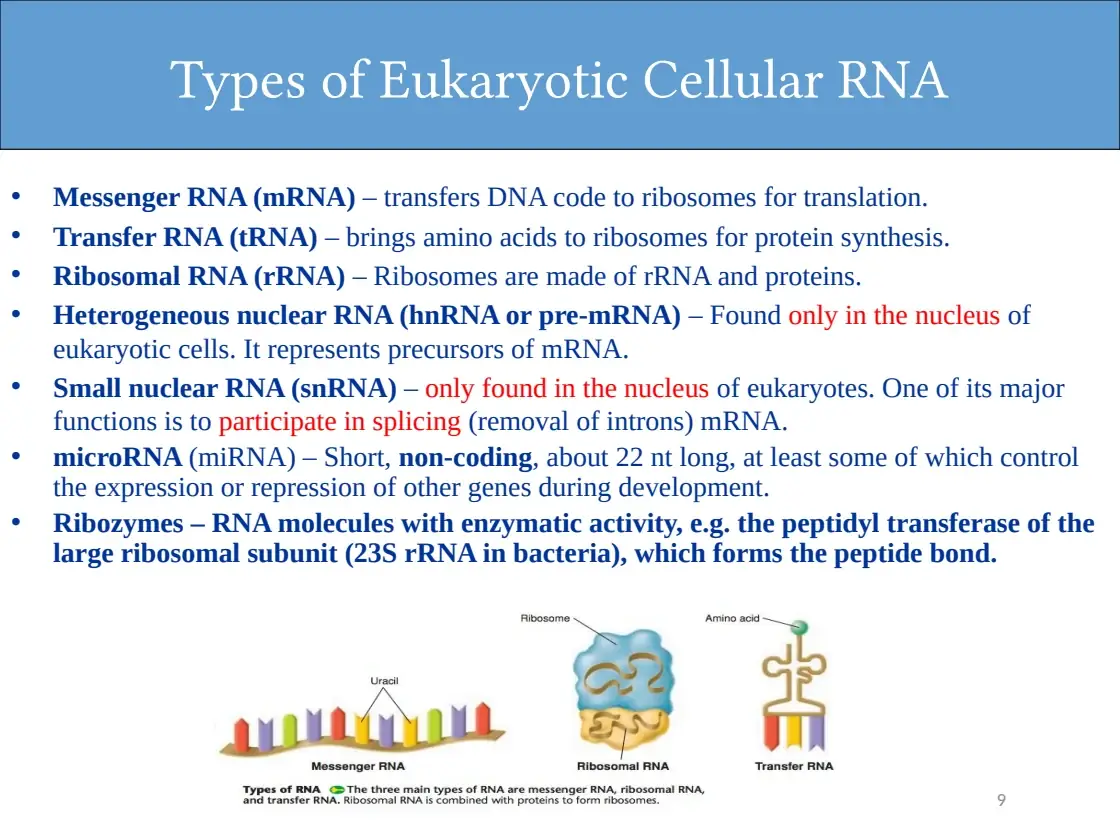 Types of Eukaryotic Cellular RNA
• Messenger RNA (mRNA) – transfers DNA code to ribosomes for translation.
• Transfer RNA (tRNA) – brings amino acids to ribosomes for protein synthesis.
• Ribosomal RNA (rRNA) – Ribosomes are made of rRNA and proteins.
• Heterogeneous nuclear RNA (hnRNA or pre-mRNA) – Found only in the nucleus of
eukaryotic cells. It represents precursors of mRNA.
• Small nuclear RNA (snRNA) – only found in the nucleus of eukaryotes. One of its major
functions is to participate in splicing (removal of introns) mRNA.
• microRNA (miRNA) – Short, non-coding, about 22 nt long, at least some of which control
the expression or repression of other genes during development.
• Ribozymes – RNA molecules with enzymatic activity, e.g. the peptidyl transferase of the
large ribosomal subunit (23S rRNA in bacteria), which forms the peptide bond.
Ribosome
Amino acid
Uracil
Messenger RNA
Ribosomal RNA
Transfer RNA
Types of RNA The three main types of RNA are messenger RNA, ribosomal RNA,
and transfer RNA. Ribosomal RNA is combined with proteins to form ribosomes.
9